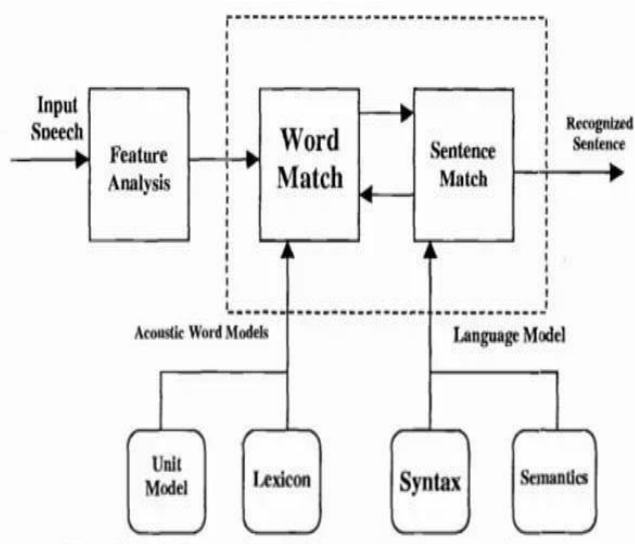 Input
Speech
Feature
Analysis
Word
Match
Sentence
Match
Recognized
Sentence
Acoustic Word Models
Language Model
Unit
Model
Lexicon
Syntax
Semantics